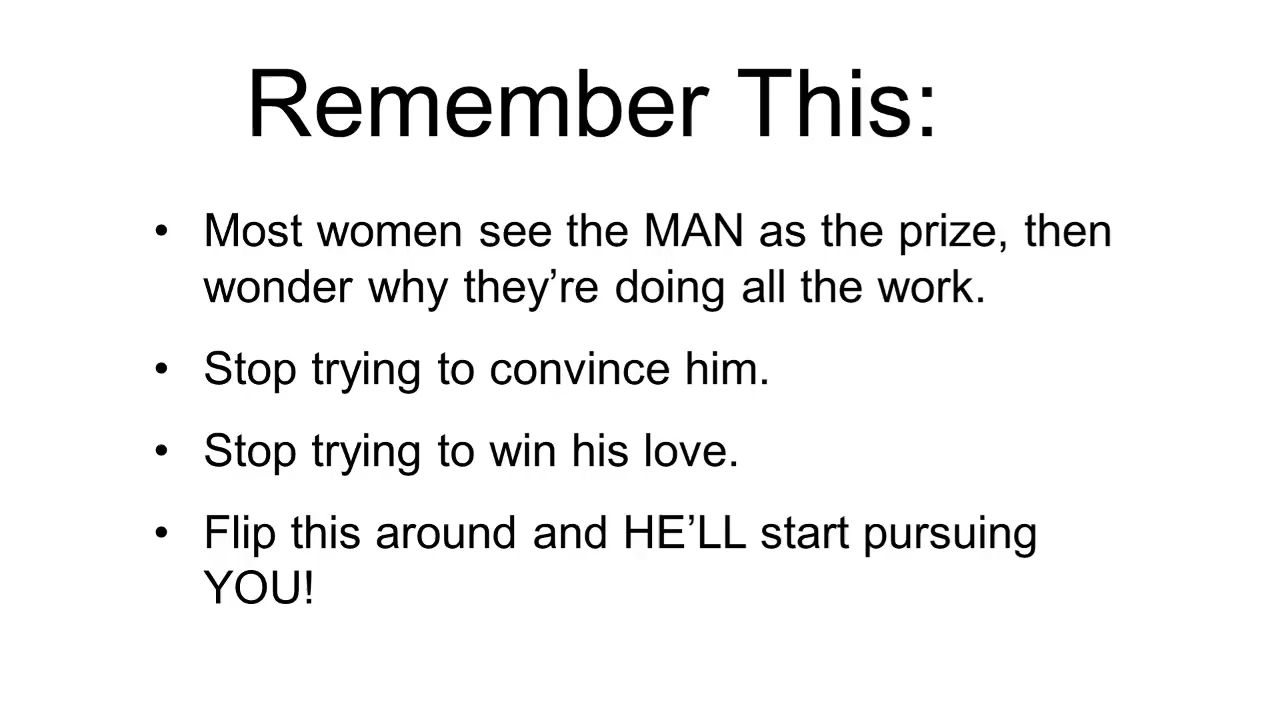 Remember This:
• Most women see the MAN as the prize, then
wonder why they’re doing all the work.
• Stop trying to convince him.
• Stop trying to win his love.
• Flip this around and HE’LL start pursuing
YOU!